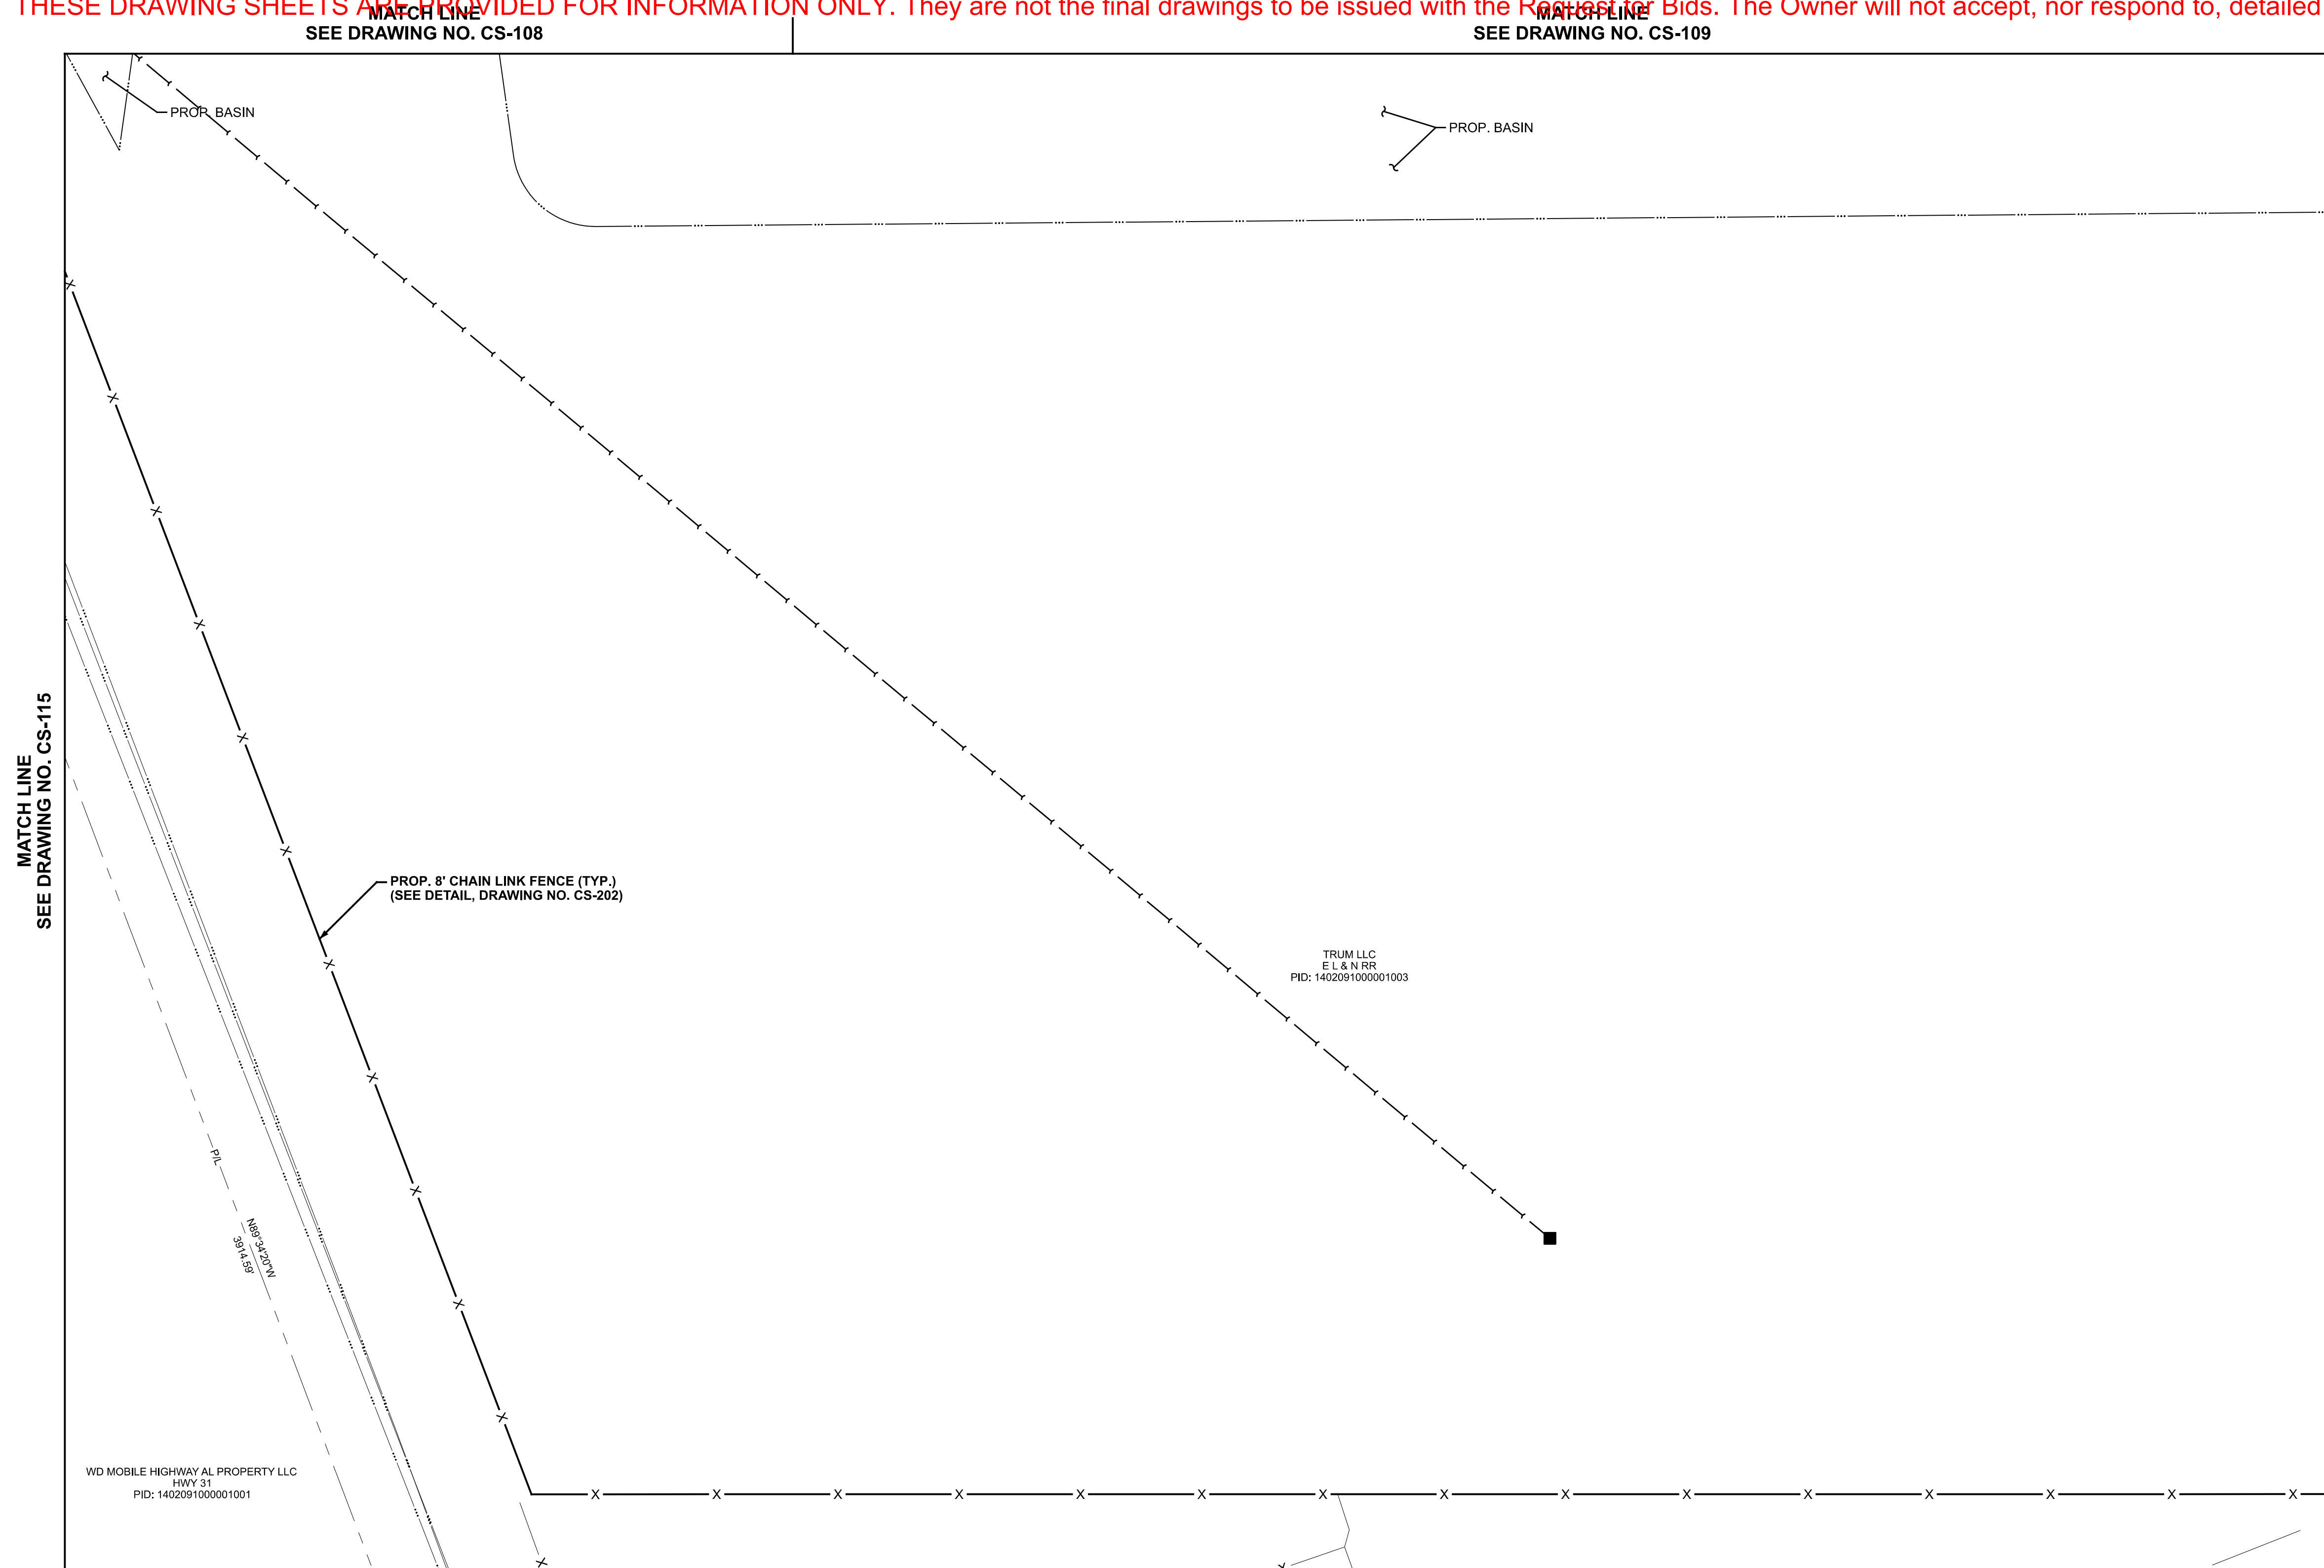 THESE DRAWING SHEETS ARE PROVIDED FOR INFORMATION ONLY. They are not the final drawings to be issued with the Request for Bids. The Owner will not accept, nor respond to, detailed
MATCH LINE
SEE DRAWING NO. CS-108
MATCH LINE
SEE DRAWING NO. CS-109
PROP. BASIN
PROP. BASIN
MATCH LINE
SEE DRAWING NO. CS-115
PROP. 8' CHAIN LINK FENCE (TYP.)
(SEE DETAIL, DRAWING NO. CS-202)
TRUM LLC
E L & N RR
PID: 1402091000001003
P/L
N89°34'20"W
3914.59'
WD MOBILE HIGHWAY AL PROPERTY LLC
HWY 31
PID: 1402091000001001